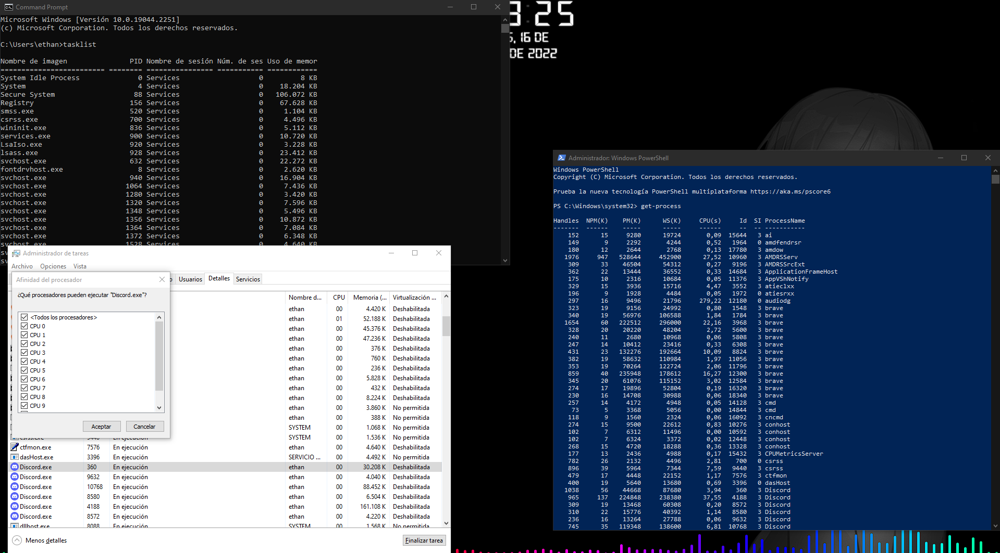 Command Prompt
Microsoft Windows [Versión 10.0.19044.2251]
(c) Microsoft Corporation. Todos los derechos reservados.
C:\Users\ethan>tasklist
Nombre de imagen PID Nombre de sesión Núm. de ses Uso de memor
========================= ======== ================ =========== ============
System Idle Process 0 Services 0 8 KB
System 4 Services 0 18.204 KB
Secure System 88 Services 0 106.072 KB
Registry 156 Services 0 67.628 KB
smss.exe 520 Services 0 1.104 KB
csrss.exe 700 Services 0 4.496 KB
wininit.exe 836 Services 0 5.112 KB
services.exe 900 Services 0 10.720 KB
LsaIso.exe 920 Services 0 3.228 KB
lsass.exe 928 Services 0 23.412 KB
svchost.exe 632 Services 0 22.272 KB
fontdrvhost.exe 8 Services 0 2.620 KB
svchost.exe 940 Services 0 16.904 KB
svchost.exe 1064 Services 0 7.436 KB
svchost.exe 1280 Services 0 3.420 KB
svchost.exe 1320 Services 0 7.596 KB
svchost.exe 1348 Services 0 5.496 KB
svchost.exe 1356 Services 0 10.872 KB
svchost.exe 1364 Services 0 7.084 KB
svchost.exe 1372 Services 0 6.348 KB
svchost.exe 1528 Services 0 4.640 KB
:25
, 16 DE
DE 2022
Administrador de tareas
Archivo Opciones Vista
Usuarios Detalles Servicios
Afinidad del procesador
¿Qué procesadores pueden ejecutar "Discord.exe"?
<Todos los procesadores>
CPU 0
CPU 1
CPU 2
CPU 3
CPU 4
CPU 5
CPU 6
CPU 7
CPU 8
CPU 9
Aceptar Cancelar
Nombre d... CPU Memoria (... Virtualización ...
ethan 00 4.420 K Deshabilitada
ethan 01 52.188 K Deshabilitada
ethan 00 45.376 K Deshabilitada
ethan 00 47.236 K Deshabilitada
ethan 00 376 K Deshabilitada
ethan 00 760 K Deshabilitada
ethan 00 236 K Deshabilitada
ethan 00 5.828 K Deshabilitada
ethan 00 432 K Deshabilitada
ethan 00 8.224 K Deshabilitada
ethan 00 3.860 K No permitida
ethan 00 388 K No permitida
SYSTEM 00 1.068 K No permitida
csrss.exe 9440 En ejecución SYSTEM 00 1.536 K No permitida
ctfmon.exe 7576 En ejecución ethan 00 4.640 K Deshabilitada
dasHost.exe 3396 En ejecución SERVICIO ... 00 4.492 K No permitida
Discord.exe 360 En ejecución ethan 00 30.208 K Deshabilitada
Discord.exe 9632 En ejecución ethan 00 4.040 K Deshabilitada
Discord.exe 10768 En ejecución ethan 00 88.452 K Deshabilitada
Discord.exe 8580 En ejecución ethan 00 6.504 K Deshabilitada
Discord.exe 4188 En ejecución ethan 00 161.108 K Deshabilitada
Discord.exe 8572 En ejecución ethan 00 4.220 K Deshabilitada
dllhost.exe 8088 En ejecución SYSTEM 00 1.568 K No permitida
Menos detalles Finalizar tarea
Administrador: Windows PowerShell
Windows PowerShell
Copyright (C) Microsoft Corporation. Todos los derechos reservados.
Prueba la nueva tecnología PowerShell multiplataforma https://aka.ms/pscore6
PS C:\Windows\system32> get-process
Handles NPM(K) PM(K) WS(K) CPU(s) Id SI ProcessName
------- ------ ----- ----- ------ -- -- -----------
152 15 9280 19724 0,09 15644 3 ai
149 9 2292 4244 0,52 1964 0 amdfendrsr
180 12 2644 2768 0,13 17780 3 amdow
1976 947 528644 452900 27,52 10960 3 AMDRSServ
309 33 46504 54312 0,27 9196 3 AMDRSSrcExt
362 22 13444 36552 0,33 14684 3 ApplicationFrameHost
175 10 2316 10684 0,05 11376 3 AppVShNotify
329 15 3936 15716 4,47 3552 3 atieclxx
196 9 1928 4484 0,05 1972 0 atiesrxx
297 16 9496 21796 279,22 12180 0 audiodg
323 19 9156 24992 0,80 1548 3 brave
340 19 56976 106588 1,84 1784 3 brave
1654 60 222512 296000 22,16 3968 3 brave
328 20 20220 48204 2,72 5600 3 brave
240 11 2680 10968 0,06 5808 3 brave
247 14 10412 23416 0,33 6308 3 brave
431 23 132276 192664 10,09 8824 3 brave
382 19 58632 110984 1,97 11056 3 brave
353 19 70264 122724 2,06 11796 3 brave
859 40 235948 178612 16,27 12300 3 brave
345 20 61076 115152 3,02 12584 3 brave
274 17 19896 52804 0,19 16320 3 brave
230 16 14708 30988 0,06 18340 3 brave
257 14 4172 4948 0,05 14128 3 cmd
73 5 3368 5056 0,00 14844 3 cmd
118 9 1560 2324 0,06 16092 3 cncmd
274 15 9500 22612 0,83 10276 3 conhost
102 7 6312 11496 0,00 10592 3 conhost
102 7 6324 3372 0,02 12448 3 conhost
268 15 4720 18288 0,36 13328 3 conhost
177 13 2436 4988 0,17 15432 3 CPUMetricsServer
782 26 2132 4496 2,81 700 0 csrss
896 39 5964 7344 7,59 9440 3 csrss
479 17 4448 22152 1,17 7576 3 ctfmon
400 19 5640 13680 0,69 3396 0 dasHost
1038 56 44668 87680 3,94 360 3 Discord
965 137 224848 238380 37,55 4188 3 Discord
309 19 13468 60308 0,20 8572 3 Discord
310 22 15776 40392 1,14 8580 3 Discord
236 16 13264 27788 0,06 9632 3 Discord
745 35 119348 138600 6,81 10768 3 Discord